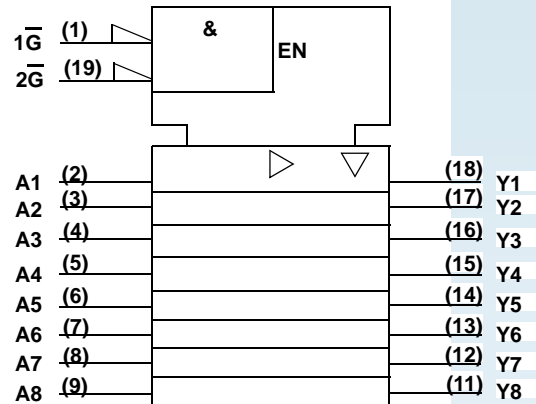 1G̅ (1) & EN
2G̅ (19)
A1 (2) (18) Y1
A2 (3) (17) Y2
A3 (4) (16) Y3
A4 (5) (15) Y4
A5 (6) (14) Y5
A6 (7) (13) Y6
A7 (8) (12) Y7
A8 (9) (11) Y8